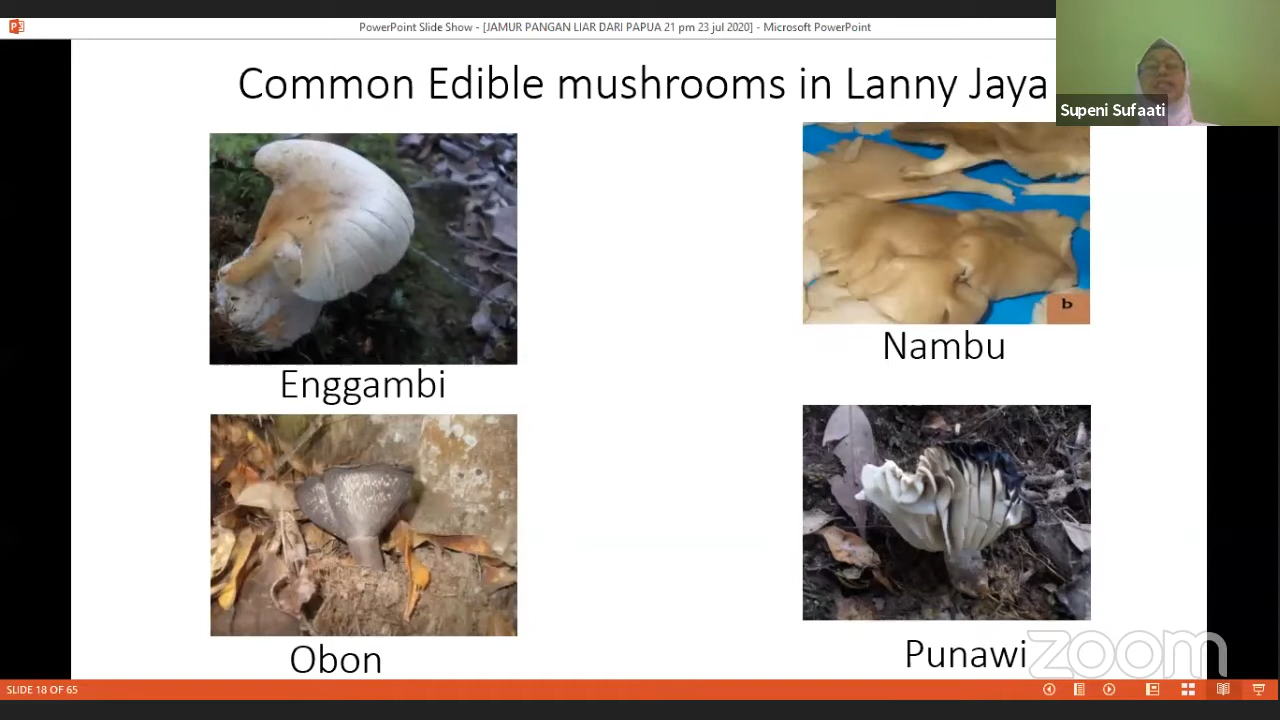 PowerPoint Slide Show - [JAMUR PANGAN LIAR DARI PAPUA 21 pm 23 jul 2020] - Microsoft PowerPoint
Common Edible mushrooms in Lanny Jaya
Supeni Sufaati
b
Enggambi
Nambu
Obon
Punawi
zoom
SLIDE 18 OF 65